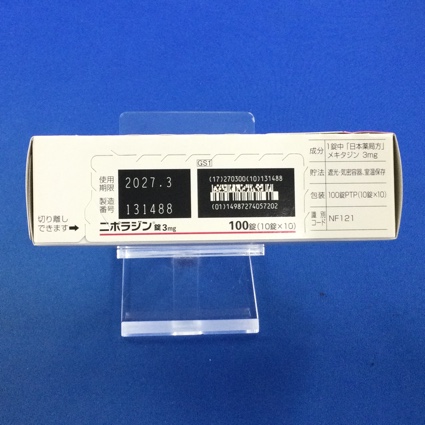 GS1
使用
期限
2027.3
製造
番号
131488
(17)270300(10)131488
(01)14987274057202
ニポラジン錠3mg
100錠(10錠×10)
切り離し
できます➡
成分
1錠中「日本薬局方」
メキタジン 3mg
貯法
遮光・気密容器、室温保存
包装
100錠PTP(10錠×10)
識別
コード
NF121